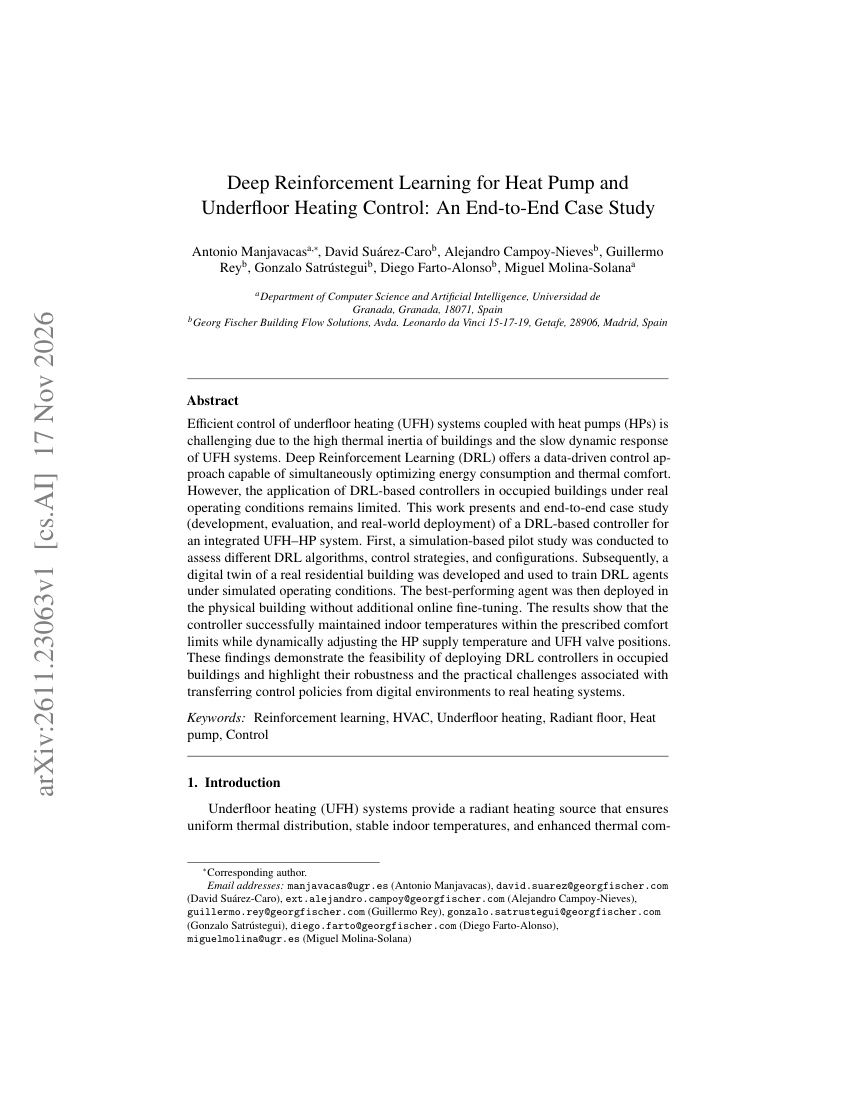 Deep Reinforcement Learning for Heat Pump and
Underfloor Heating Control: An End-to-End Case Study
Antonio Manjavacasa,∗, David Suárez-Carob, Alejandro Campoy-Nievesb, Guillermo
Reyb, Gonzalo Satrústeguib, Diego Farto-Alonsob, Miguel Molina-Solanaa
aDepartment of Computer Science and Artificial Intelligence, Universidad de
Granada, Granada, 18071, Spain
bGeorg Fischer Building Flow Solutions, Avda. Leonardo da Vinci 15-17-19, Getafe, 28906, Madrid, Spain
Abstract
Efficient control of underfloor heating (UFH) systems coupled with heat pumps (HPs) is
challenging due to the high thermal inertia of buildings and the slow dynamic response
of UFH systems. Deep Reinforcement Learning (DRL) offers a data-driven control ap-
proach capable of simultaneously optimizing energy consumption and thermal comfort.
However, the application of DRL-based controllers in occupied buildings under real
operating conditions remains limited. This work presents and end-to-end case study
(development, evaluation, and real-world deployment) of a DRL-based controller for
an integrated UFH–HP system. First, a simulation-based pilot study was conducted to
assess different DRL algorithms, control strategies, and configurations. Subsequently, a
digital twin of a real residential building was developed and used to train DRL agents
under simulated operating conditions. The best-performing agent was then deployed in
the physical building without additional online fine-tuning. The results show that the
controller successfully maintained indoor temperatures within the prescribed comfort
limits while dynamically adjusting the HP supply temperature and UFH valve positions.
These findings demonstrate the feasibility of deploying DRL controllers in occupied
buildings and highlight their robustness and the practical challenges associated with
transferring control policies from digital environments to real heating systems.
Keywords: Reinforcement learning, HVAC, Underfloor heating, Radiant floor, Heat
pump, Control
1. Introduction
Underfloor heating (UFH) systems provide a radiant heating source that ensures
uniform thermal distribution, stable indoor temperatures, and enhanced thermal com-
∗Corresponding author.
Email addresses: manjavacas@ugr.es (Antonio Manjavacas), david.suarez@georgfischer.com
(David Suárez-Caro), ext.alejandro.campoy@georgfischer.com (Alejandro Campoy-Nieves),
guillermo.rey@georgfischer.com (Guillermo Rey), gonzalo.satrustegui@georgfischer.com
(Gonzalo Satrústegui), diego.farto@georgfischer.com (Diego Farto-Alonso),
miguelmolina@ugr.es (Miguel Molina-Solana)
arXiv:2611.23063v1 [cs.AI] 17 Nov 2026